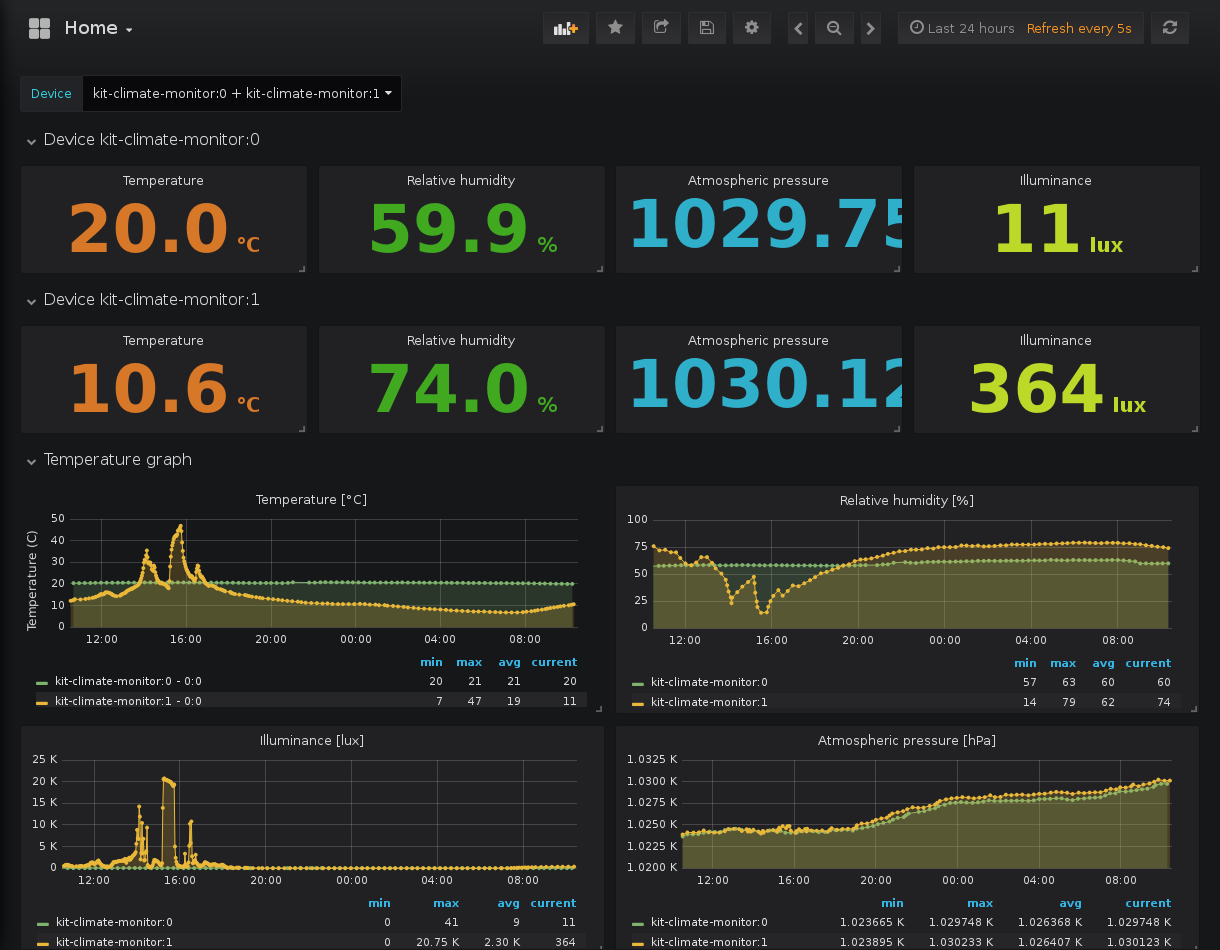 Home
Last 24 hours Refresh every 5s
Device kit-climate-monitor:0 + kit-climate-monitor:1
Device kit-climate-monitor:0
Temperature Relative humidity Atmospheric pressure Illuminance
20.0 °C 59.9 % 1029.75 11 lux
Device kit-climate-monitor:1
Temperature Relative humidity Atmospheric pressure Illuminance
10.6 °C 74.0 % 1030.12 364 lux
Temperature graph
Temperature [°C]
Temperature (C)
50
40
30
20
10
0
12:00 16:00 20:00 00:00 04:00 08:00
min max avg current
kit-climate-monitor:0 - 0:0 20 21 21 20
kit-climate-monitor:1 - 0:0 7 47 19 11
Relative humidity [%]
100
75
50
25
0
12:00 16:00 20:00 00:00 04:00 08:00
min max avg current
kit-climate-monitor:0 57 63 60 60
kit-climate-monitor:1 14 79 62 74
Illuminance [lux]
25 K
20 K
15 K
10 K
5 K
0
12:00 16:00 20:00 00:00 04:00 08:00
min max avg current
kit-climate-monitor:0 0 41 9 11
kit-climate-monitor:1 0 20.75 K 2.30 K 364
Atmospheric pressure [hPa]
1.0325 K
1.0300 K
1.0275 K
1.0250 K
1.0225 K
1.0200 K
12:00 16:00 20:00 00:00 04:00 08:00
min max avg current
kit-climate-monitor:0 1.023665 K 1.029748 K 1.026368 K 1.029748 K
kit-climate-monitor:1 1.023895 K 1.030233 K 1.026407 K 1.030123 K